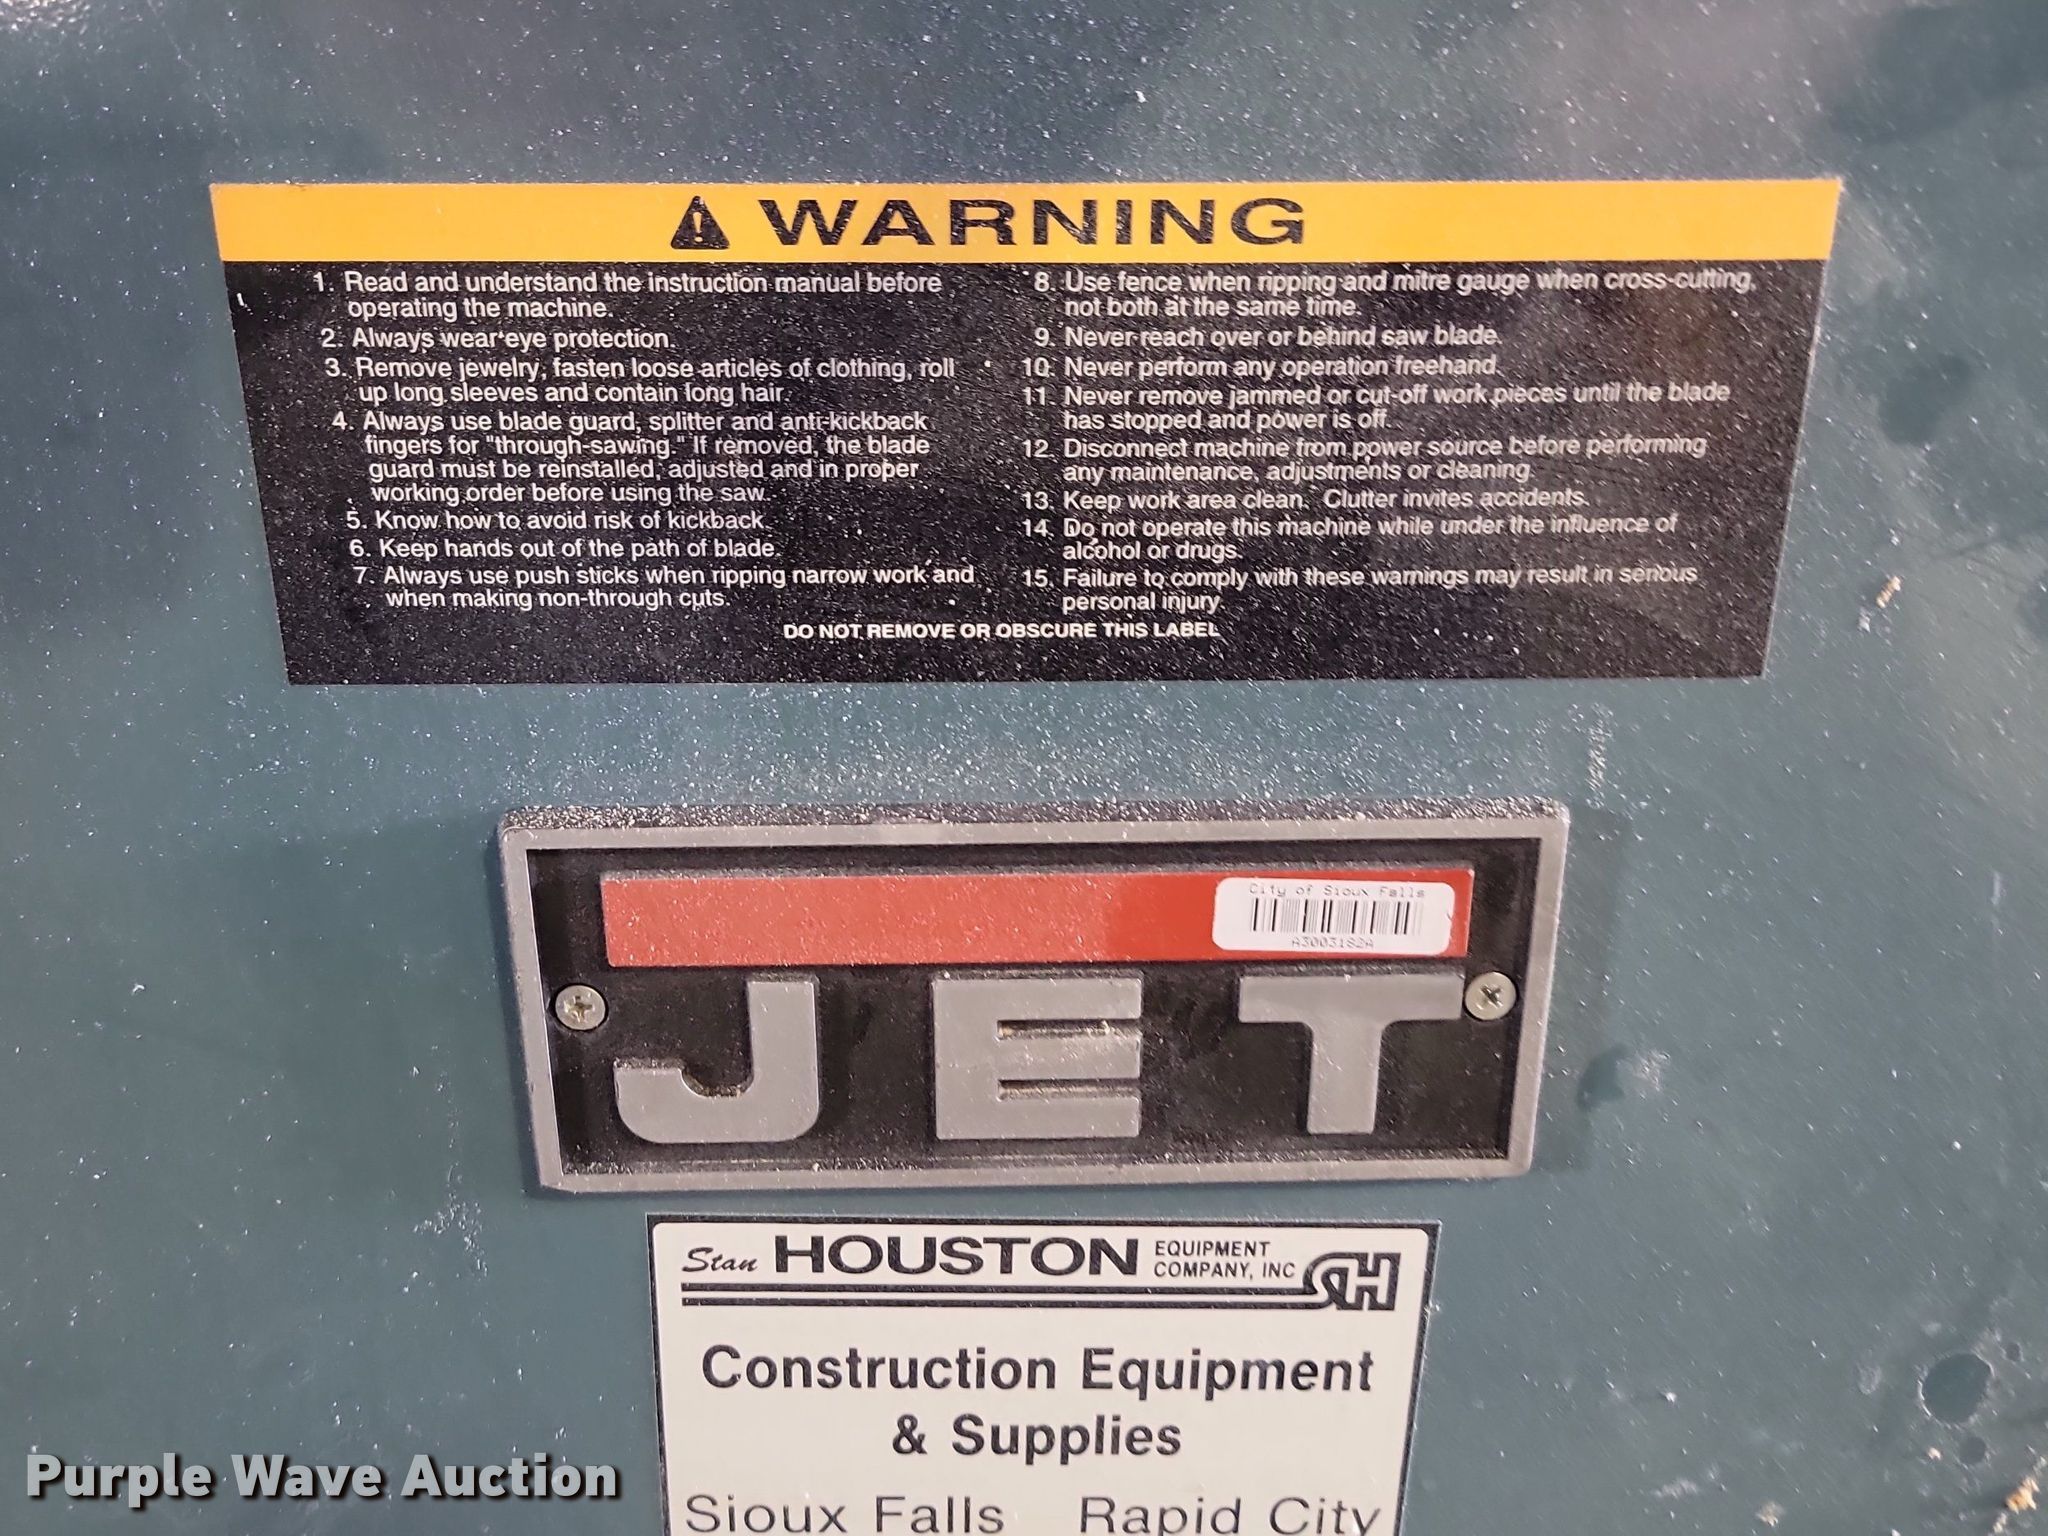 WARNING
1. Read and understand the instruction manual before
operating the machine.
2. Always wear eye protection.
3. Remove jewelry, fasten loose articles of clothing, roll
up long sleeves and contain long hair.
4. Always use blade guard, splitter and anti-kickback
fingers for "through-sawing." If removed, the blade
guard must be reinstalled, adjusted and in proper
working order before using the saw.
5. Know how to avoid risk of kickback.
6. Keep hands out of the path of blade.
7. Always use push sticks when ripping narrow work and
when making non-through cuts.
8. Use fence when ripping and mitre gauge when cross-cutting,
not both at the same time.
9. Never reach over or behind saw blade.
10. Never perform any operation freehand.
11. Never remove jammed or cut-off work pieces until the blade
has stopped and power is off.
12. Disconnect machine from power source before performing
any maintenance, adjustments or cleaning.
13. Keep work area clean. Clutter invites accidents.
14. Do not operate this machine while under the influence of
alcohol or drugs.
15. Failure to comply with these warnings may result in serious
personal injury.
DO NOT REMOVE OR OBSCURE THIS LABEL
City of Sioux Falls
A3003182A
JET
Stan HOUSTON EQUIPMENT
COMPANY, INC SH
Construction Equipment
& Supplies
Sioux Falls Rapid City
Purple Wave Auction